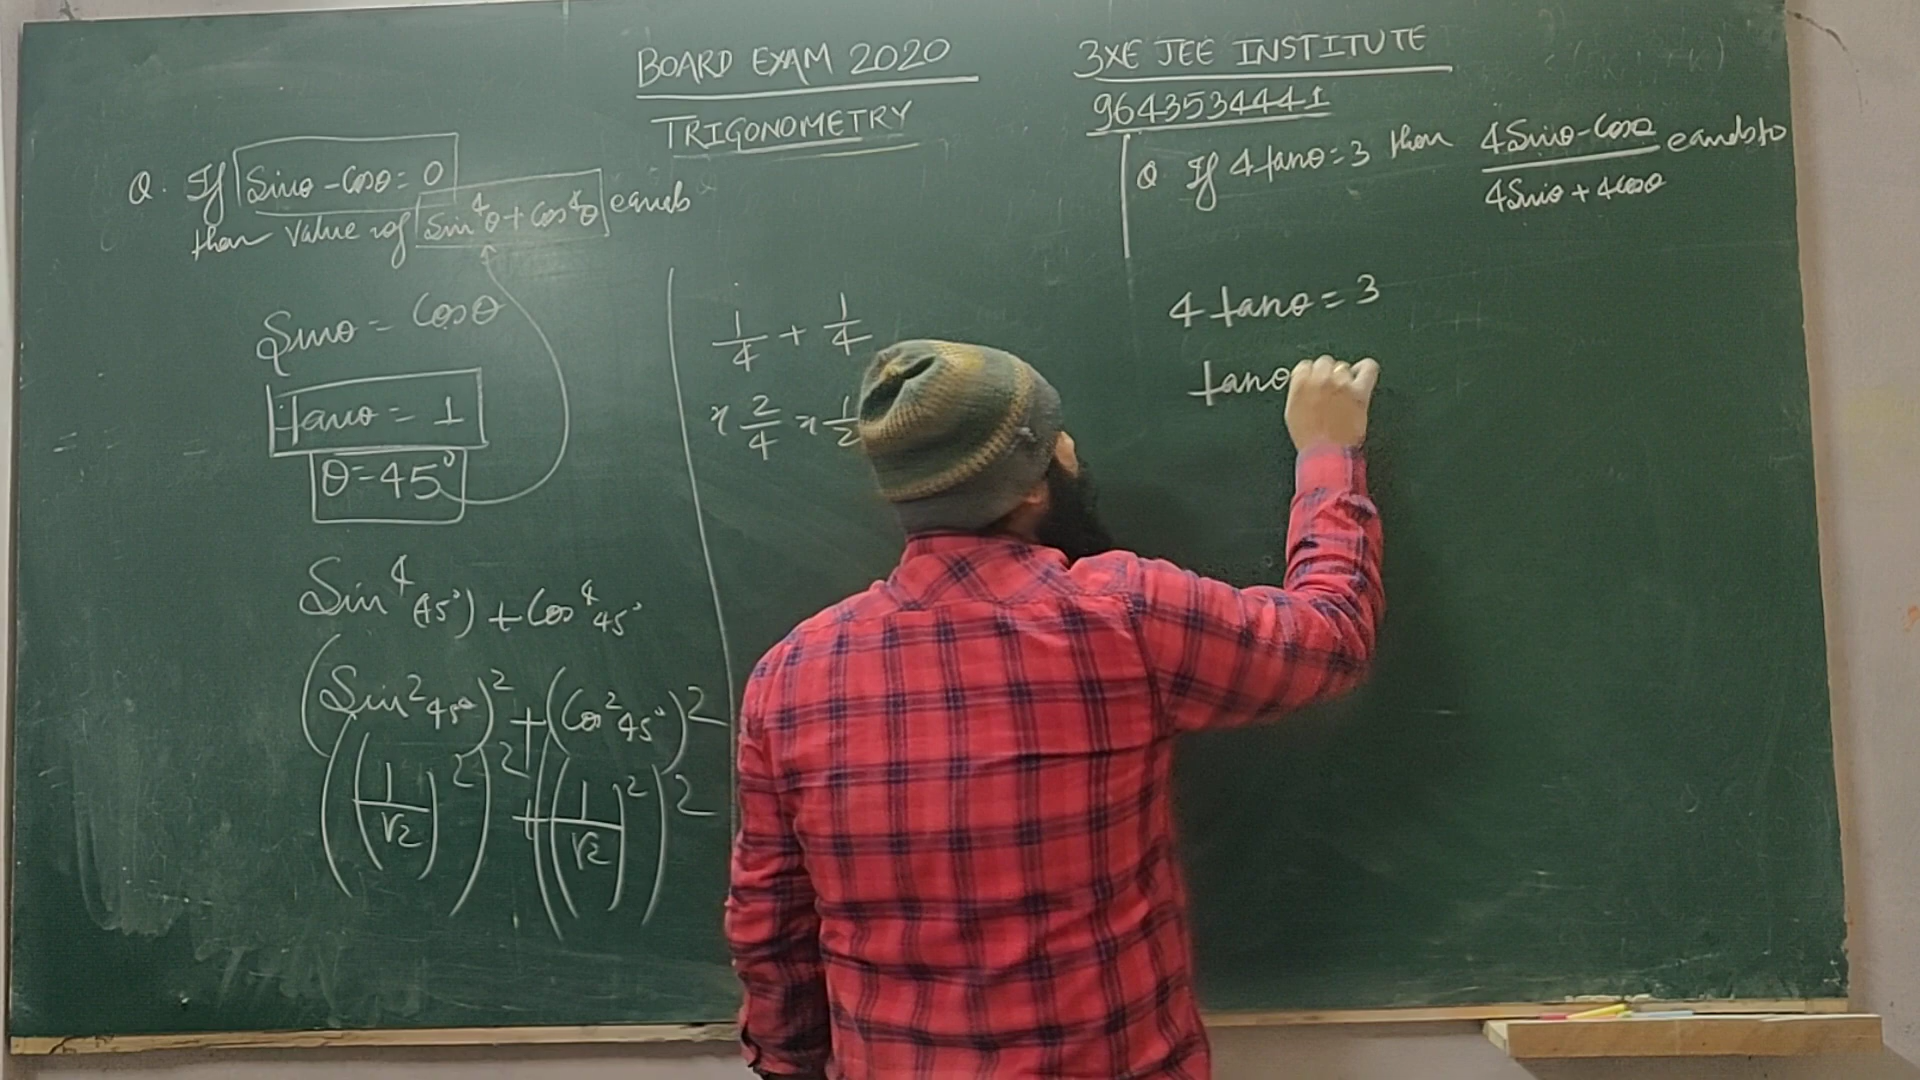 BOARD EXAM 2020
TRIGONOMETRY
3XE JEE INSTITUTE
9643534441
Q. If Sinθ - Cosθ = 0
then value of Sin⁴θ + Cos⁴θ equals
Sinθ = Cosθ
tanθ = 1
θ = 45°
Sin⁴(45°) + Cos⁴45°
(Sin²45°)² + (Cos²45°)²
((1/√2)²)² + ((1/√2)²)²
1/4 + 1/4
= 2/4 = 1/2
Q. If 4tanθ = 3 then (4Sinθ - Cosθ)/(4Sinθ + 4Cosθ) equals to
4 tanθ = 3
tanθ